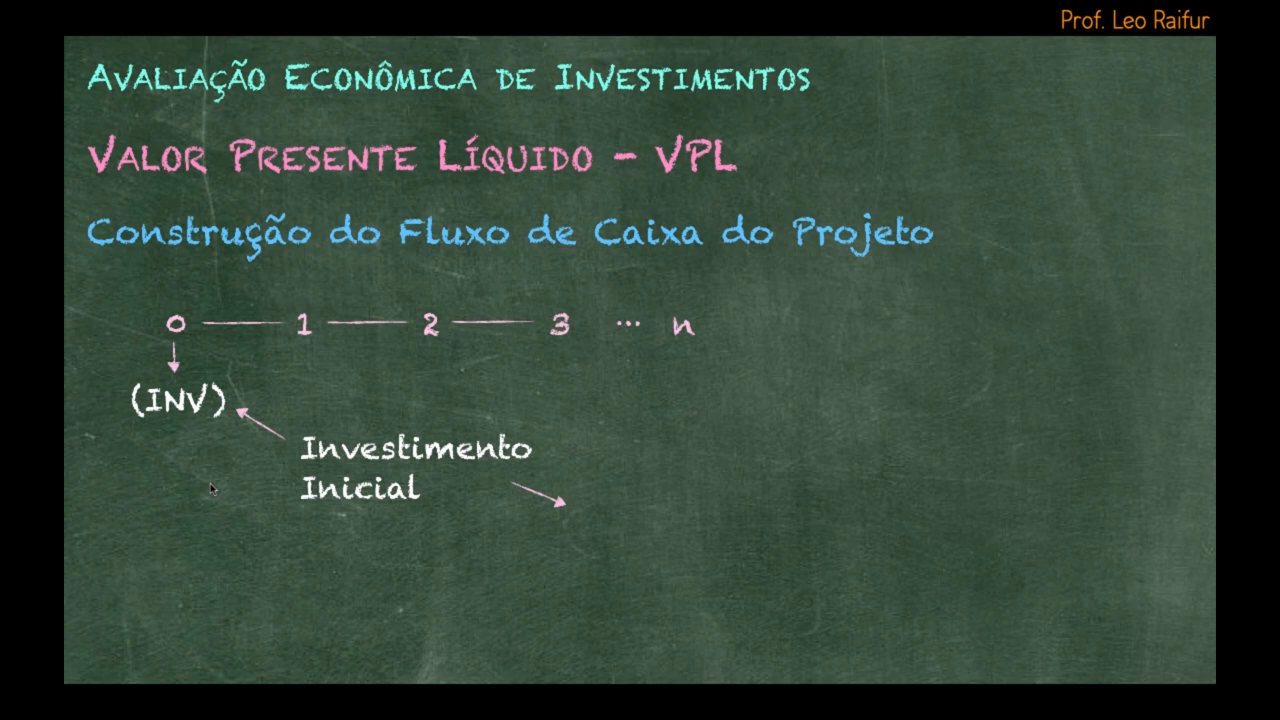 Prof. Leo Raifur
AVALIAÇÃO ECONÔMICA DE INVESTIMENTOS
VALOR PRESENTE LÍQUIDO - VPL
Construção do Fluxo de Caixa do Projeto
0 1 2 3 ... n
(INV)
Investimento
Inicial